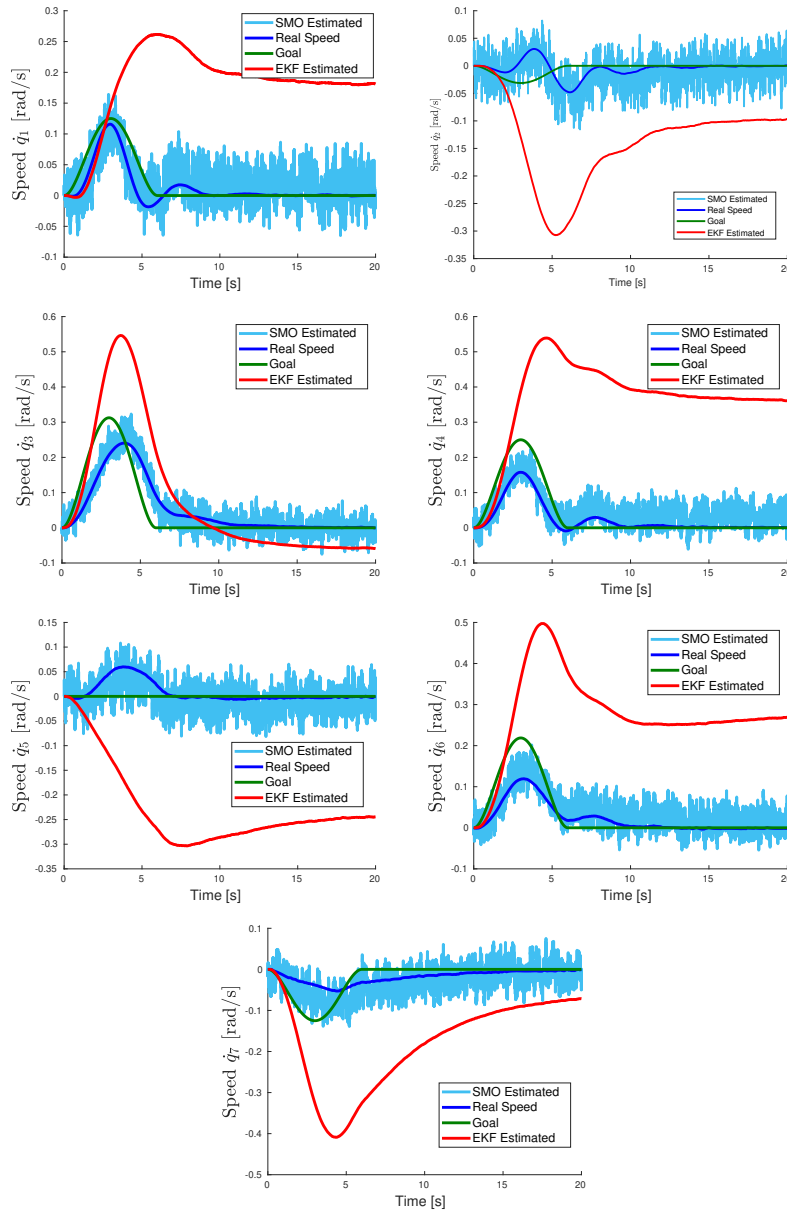 0.3
0.25
0.2
0.15
0.1
0.05
0
-0.05
-0.1
0 5 10 15 20
Time [s]
Speed q̇₁ [rad/s]
SMO Estimated
Real Speed
Goal
EKF Estimated
0.1
0.05
0
-0.05
-0.1
-0.15
-0.2
-0.25
-0.3
-0.35
0 5 10 15 20
Time [s]
Speed q̇₂ [rad/s]
SMO Estimated
Real Speed
Goal
EKF Estimated
0.6
0.5
0.4
0.3
0.2
0.1
0
-0.1
0 5 10 15 20
Time [s]
Speed q̇₃ [rad/s]
SMO Estimated
Real Speed
Goal
EKF Estimated
0.6
0.5
0.4
0.3
0.2
0.1
0
-0.1
0 5 10 15 20
Time [s]
Speed q̇₄ [rad/s]
SMO Estimated
Real Speed
Goal
EKF Estimated
0.15
0.1
0.05
0
-0.05
-0.1
-0.15
-0.2
-0.25
-0.3
-0.35
0 5 10 15 20
Time [s]
Speed q̇₅ [rad/s]
SMO Estimated
Real Speed
Goal
EKF Estimated
0.5
0.4
0.3
0.2
0.1
0
-0.1
0 5 10 15 20
Time [s]
Speed q̇₆ [rad/s]
SMO Estimated
Real Speed
Goal
EKF Estimated
0.1
0
-0.1
-0.2
-0.3
-0.4
-0.5
0 5 10 15 20
Time [s]
Speed q̇₇ [rad/s]
SMO Estimated
Real Speed
Goal
EKF Estimated